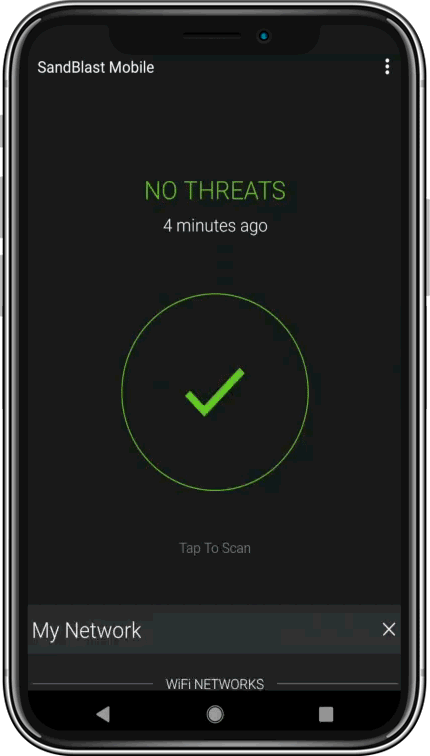 SandBlast Mobile
NO THREATS
4 minutes ago
Tap To Scan
My Network
WiFi NETWORKS